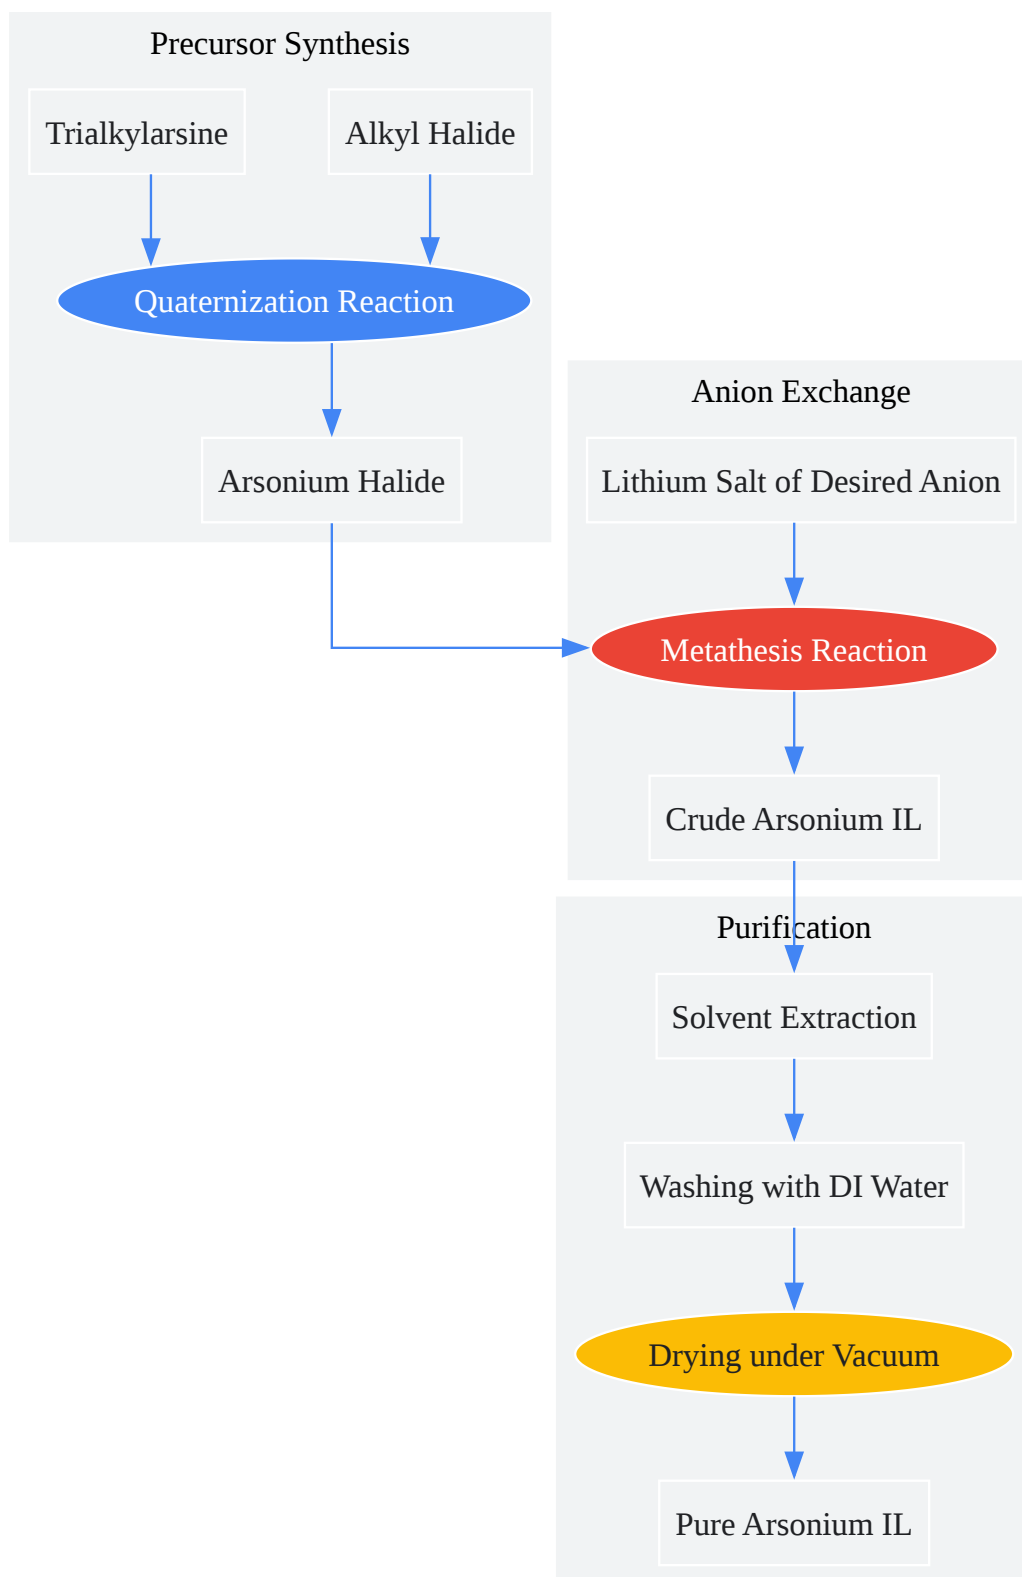 Precursor Synthesis
Trialkylarsine
Alkyl Halide
Quaternization Reaction
Arsonium Halide
Anion Exchange
Lithium Salt of Desired Anion
Metathesis Reaction
Crude Arsonium IL
Purification
Solvent Extraction
Washing with DI Water
Drying under Vacuum
Pure Arsonium IL